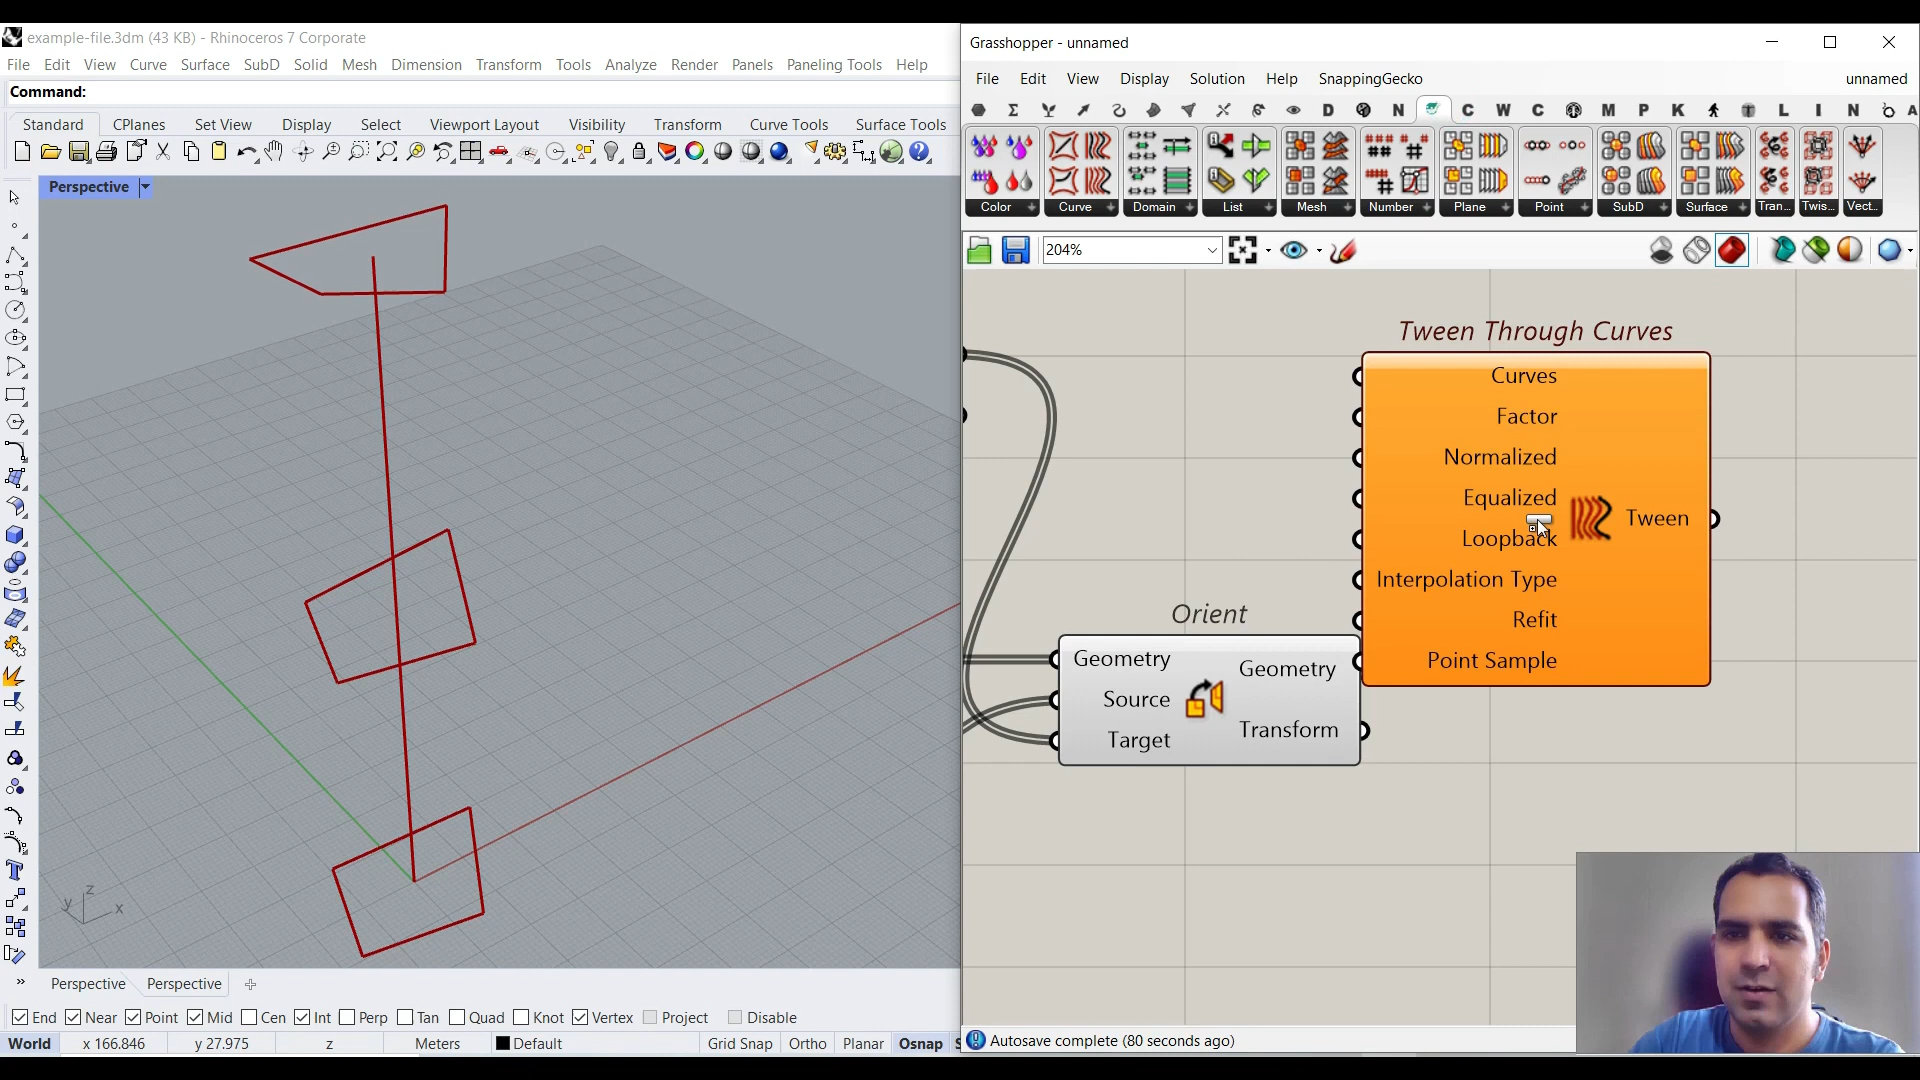 example-file.3dm (43 KB) - Rhinoceros 7 Corporate
File Edit View Curve Surface SubD Solid Mesh Dimension Transform Tools Analyze Render Panels Paneling Tools Help
Command:
Standard CPlanes Set View Display Select Viewport Layout Visibility Transform Curve Tools Surface Tools
Perspective
z
y
x
Perspective Perspective
End Near Point Mid Cen Int Perp Tan Quad Knot Vertex Project Disable
World x 166.846 y 27.975 z Meters Default Grid Snap Ortho Planar Osnap
Grasshopper - unnamed
File Edit View Display Solution Help SnappingGecko unnamed
D N C W C M P K L I N A
Color Curve Domain List Mesh Number Plane Point SubD Surface Tran... Twis... Vect...
204%
Tween Through Curves
Curves
Factor
Normalized
Equalized
Loopback
Interpolation Type
Refit
Point Sample
Tween
Orient
Geometry
Source
Target
Geometry
Transform
Autosave complete (80 seconds ago)